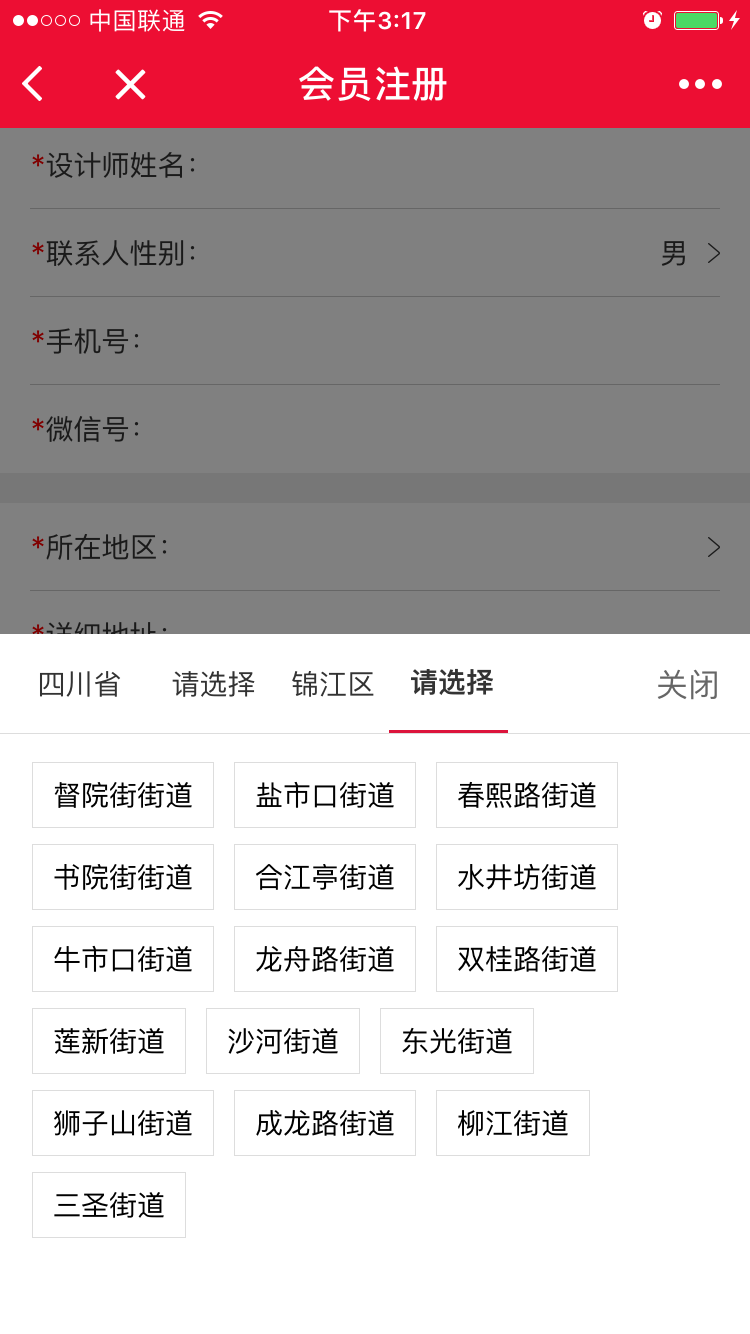 中国联通 下午3:17
会员注册
*设计师姓名:
*联系人性别: 男
*手机号:
*微信号:
*所在地区:
*详细地址:
四川省 请选择 锦江区 请选择 关闭
督院街街道 盐市口街道 春熙路街道
书院街街道 合江亭街道 水井坊街道
牛市口街道 龙舟路街道 双桂路街道
莲新街道 沙河街道 东光街道
狮子山街道 成龙路街道 柳江街道
三圣街道